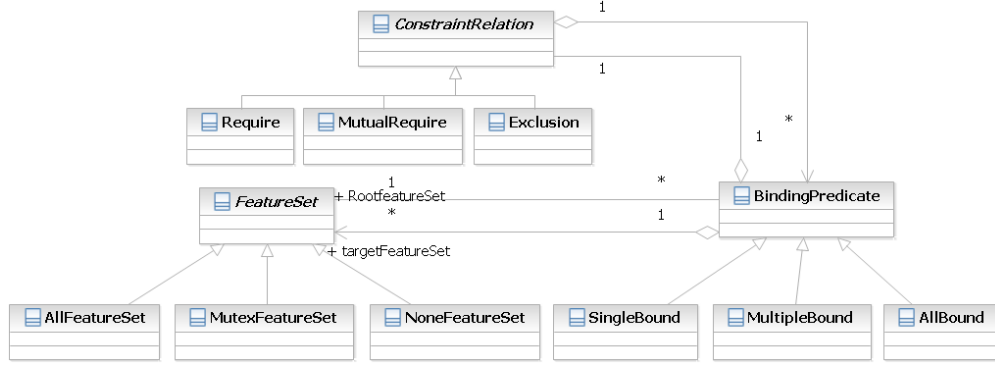 1
ConstraintRelation
1
*
Require
MutualRequire
Exclusion
1
1
*
BindingPredicate
+ RootfeatureSet
FeatureSet
*
1
+ targetFeatureSet
AllFeatureSet
MutexFeatureSet
NoneFeatureSet
SingleBound
MultipleBound
AllBound